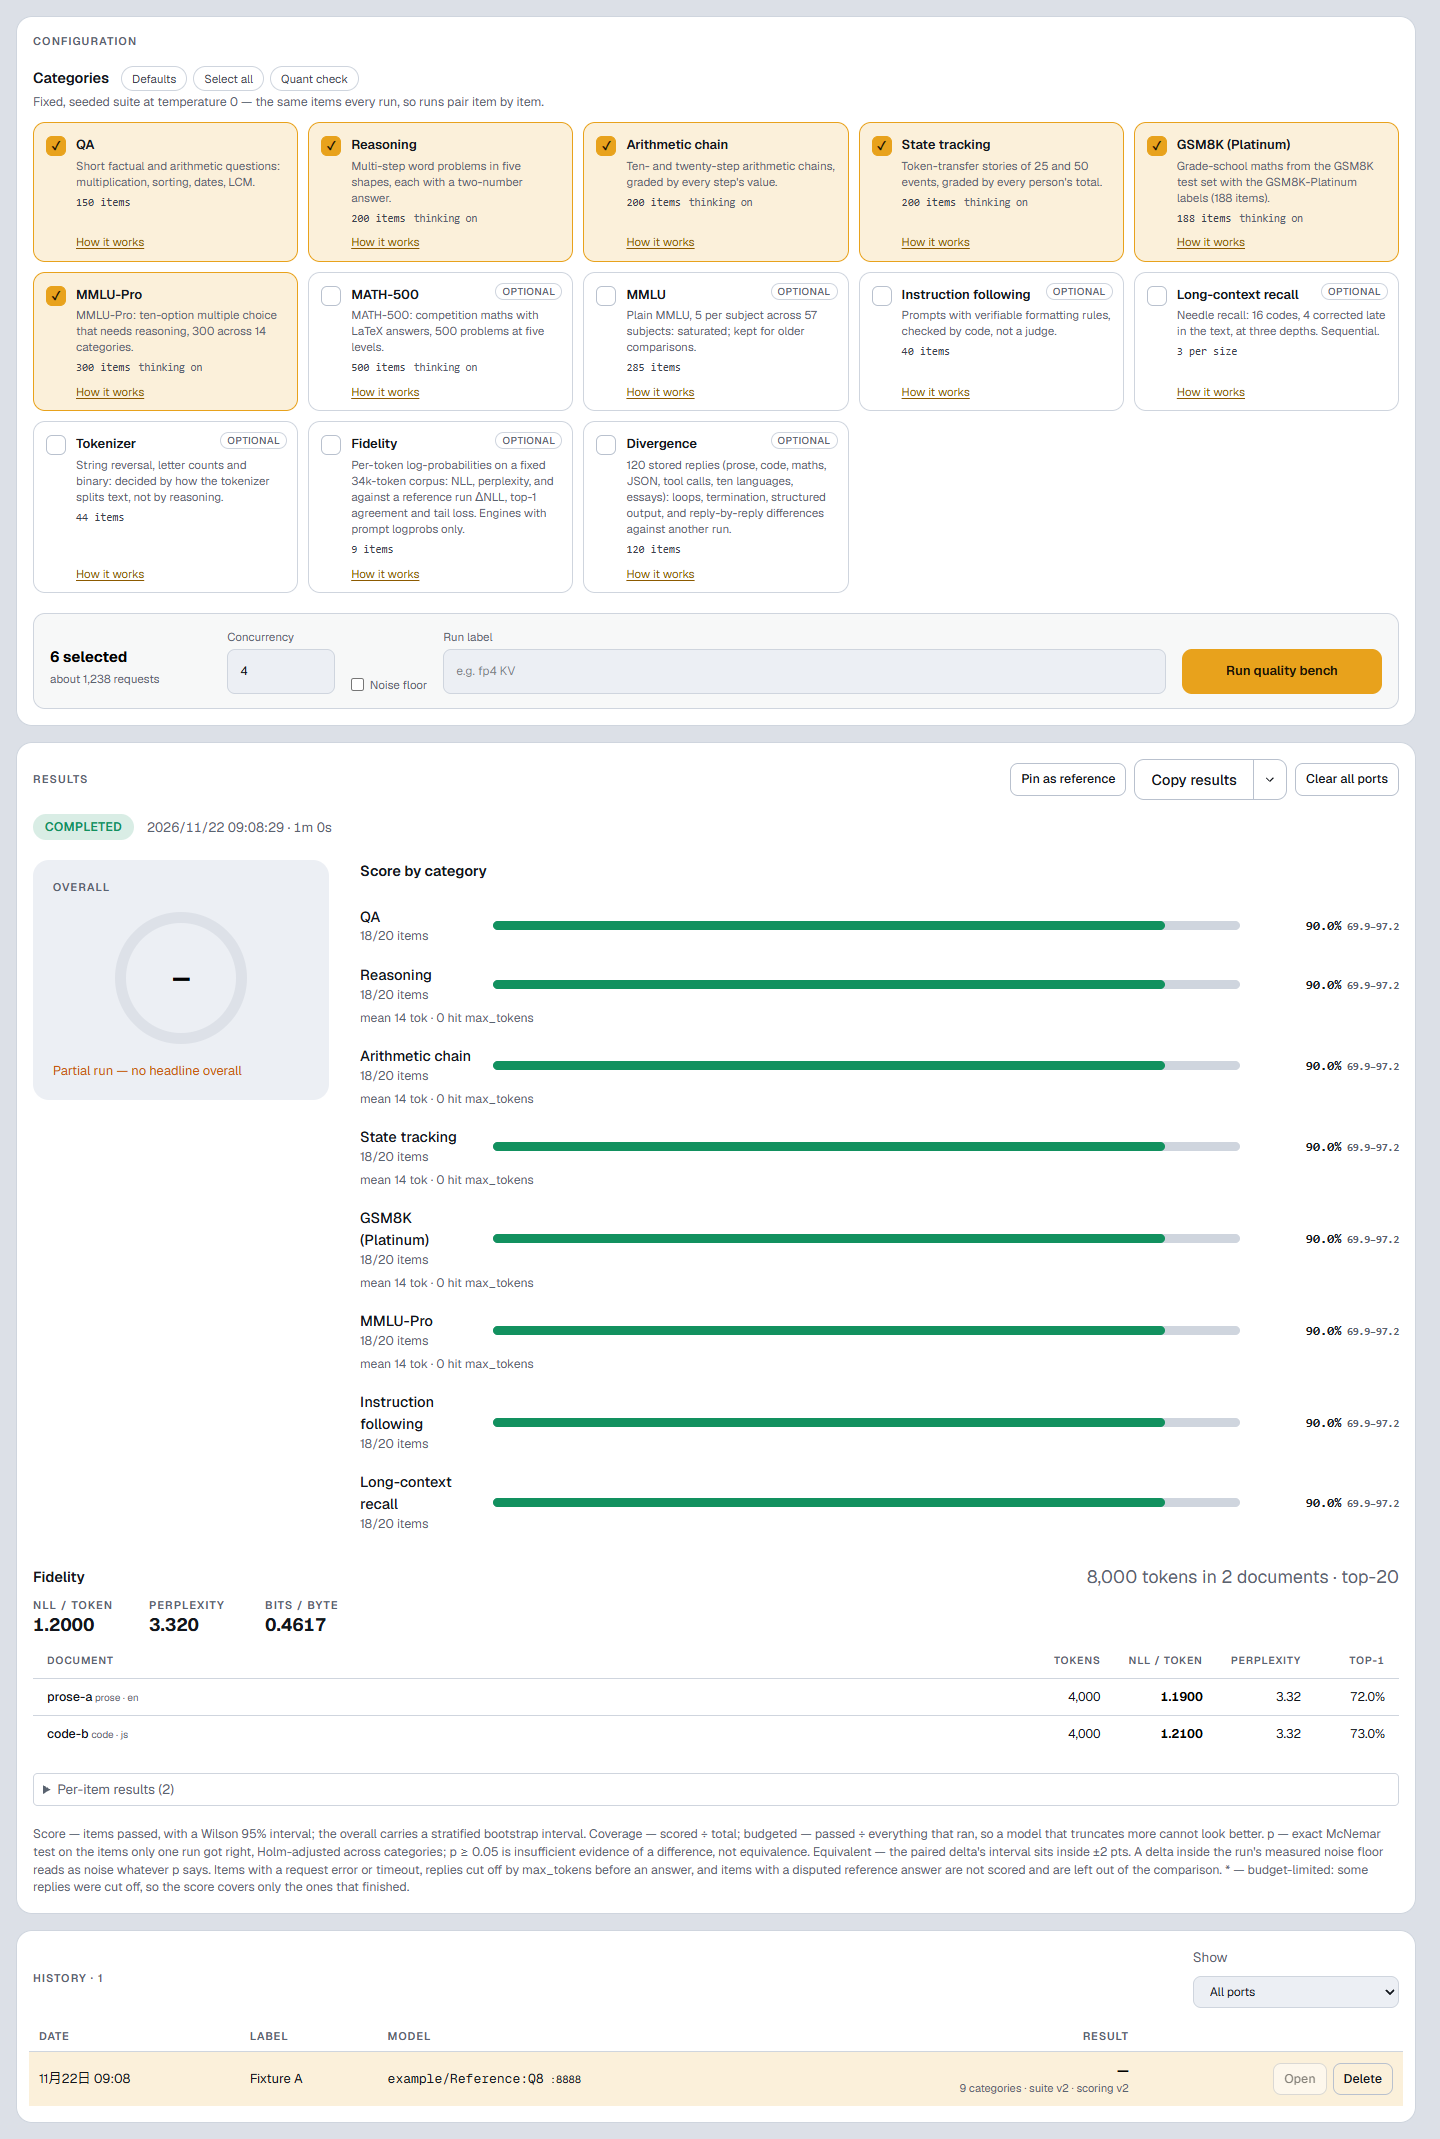 CONFIGURATION
Categories Defaults Select all Quant check
Fixed, seeded suite at temperature 0 — the same items every run, so runs pair item by item.
QA
Short factual and arithmetic questions:
multiplication, sorting, dates, LCM.
150 items
How it works
Reasoning
Multi-step word problems in five
shapes, each with a two-number
answer.
200 items thinking on
How it works
Arithmetic chain
Ten- and twenty-step arithmetic chains,
graded by every step's value.
200 items thinking on
How it works
State tracking
Token-transfer stories of 25 and 50
events, graded by every person's total.
200 items thinking on
How it works
GSM8K (Platinum)
Grade-school maths from the GSM8K
test set with the GSM8K-Platinum
labels (188 items).
188 items thinking on
How it works
MMLU-Pro
MMLU-Pro: ten-option multiple choice
that needs reasoning, 300 across 14
categories.
300 items thinking on
How it works
MATH-500 OPTIONAL
MATH-500: competition maths with
LaTeX answers, 500 problems at five
levels.
500 items thinking on
How it works
MMLU OPTIONAL
Plain MMLU, 5 per subject across 57
subjects: saturated; kept for older
comparisons.
285 items
How it works
Instruction following OPTIONAL
Prompts with verifiable formatting rules,
checked by code, not a judge.
40 items
How it works
Long-context recall OPTIONAL
Needle recall: 16 codes, 4 corrected late
in the text, at three depths. Sequential.
3 per size
How it works
Tokenizer OPTIONAL
String reversal, letter counts and
binary: decided by how the tokenizer
splits text, not by reasoning.
44 items
How it works
Fidelity OPTIONAL
Per-token log-probabilities on a fixed
34k-token corpus: NLL, perplexity, and
against a reference run ΔNLL, top-1
agreement and tail loss. Engines with
prompt logprobs only.
9 items
How it works
Divergence OPTIONAL
120 stored replies (prose, code, maths,
JSON, tool calls, ten languages,
essays): loops, termination, structured
output, and reply-by-reply differences
against another run.
120 items
How it works
6 selected
about 1,238 requests
Concurrency
4
Noise floor
Run label
e.g. fp4 KV
Run quality bench
RESULTS Pin as reference Copy results Clear all ports
COMPLETED 2026/11/22 09:08:29 · 1m 0s
OVERALL
–
Partial run — no headline overall
Score by category
QA
18/20 items
90.0% 69.9–97.2
Reasoning
18/20 items
90.0% 69.9–97.2
mean 14 tok · 0 hit max_tokens
Arithmetic chain
18/20 items
90.0% 69.9–97.2
mean 14 tok · 0 hit max_tokens
State tracking
18/20 items
90.0% 69.9–97.2
mean 14 tok · 0 hit max_tokens
GSM8K
(Platinum)
18/20 items
90.0% 69.9–97.2
mean 14 tok · 0 hit max_tokens
MMLU-Pro
18/20 items
90.0% 69.9–97.2
mean 14 tok · 0 hit max_tokens
Instruction
following
18/20 items
90.0% 69.9–97.2
Long-context
recall
18/20 items
90.0% 69.9–97.2
Fidelity 8,000 tokens in 2 documents · top-20
NLL / TOKEN PERPLEXITY BITS / BYTE
1.2000 3.320 0.4617
DOCUMENT TOKENS NLL / TOKEN PERPLEXITY TOP-1
prose-a prose · en 4,000 1.1900 3.32 72.0%
code-b code · js 4,000 1.2100 3.32 73.0%
Per-item results (2)
Score — items passed, with a Wilson 95% interval; the overall carries a stratified bootstrap interval. Coverage — scored ÷ total; budgeted — passed ÷ everything that ran, so a model that truncates more cannot look better. p — exact McNemar
test on the items only one run got right, Holm-adjusted across categories; p ≥ 0.05 is insufficient evidence of a difference, not equivalence. Equivalent — the paired delta's interval sits inside ±2 pts. A delta inside the run's measured noise floor
reads as noise whatever p says. Items with a request error or timeout, replies cut off by max_tokens before an answer, and items with a disputed reference answer are not scored and are left out of the comparison. * — budget-limited: some
replies were cut off, so the score covers only the ones that finished.
HISTORY · 1
Show
All ports
DATE LABEL MODEL RESULT
11月22日 09:08 Fixture A example/Reference:Q8 :8888 – Open Delete
9 categories · suite v2 · scoring v2